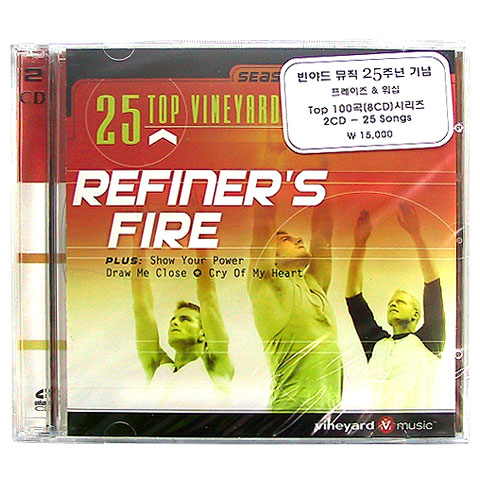 2
CD
SEAS
25 TOP VINEYARD
빈야드 뮤직 25주년 기념
프레이즈 & 워십
Top 100곡(8CD)시리즈
2CD - 25 Songs
₩ 15,000
REFINER'S
FIRE
PLUS: Show Your Power
Draw Me Close Cry Of My Heart
vineyard music